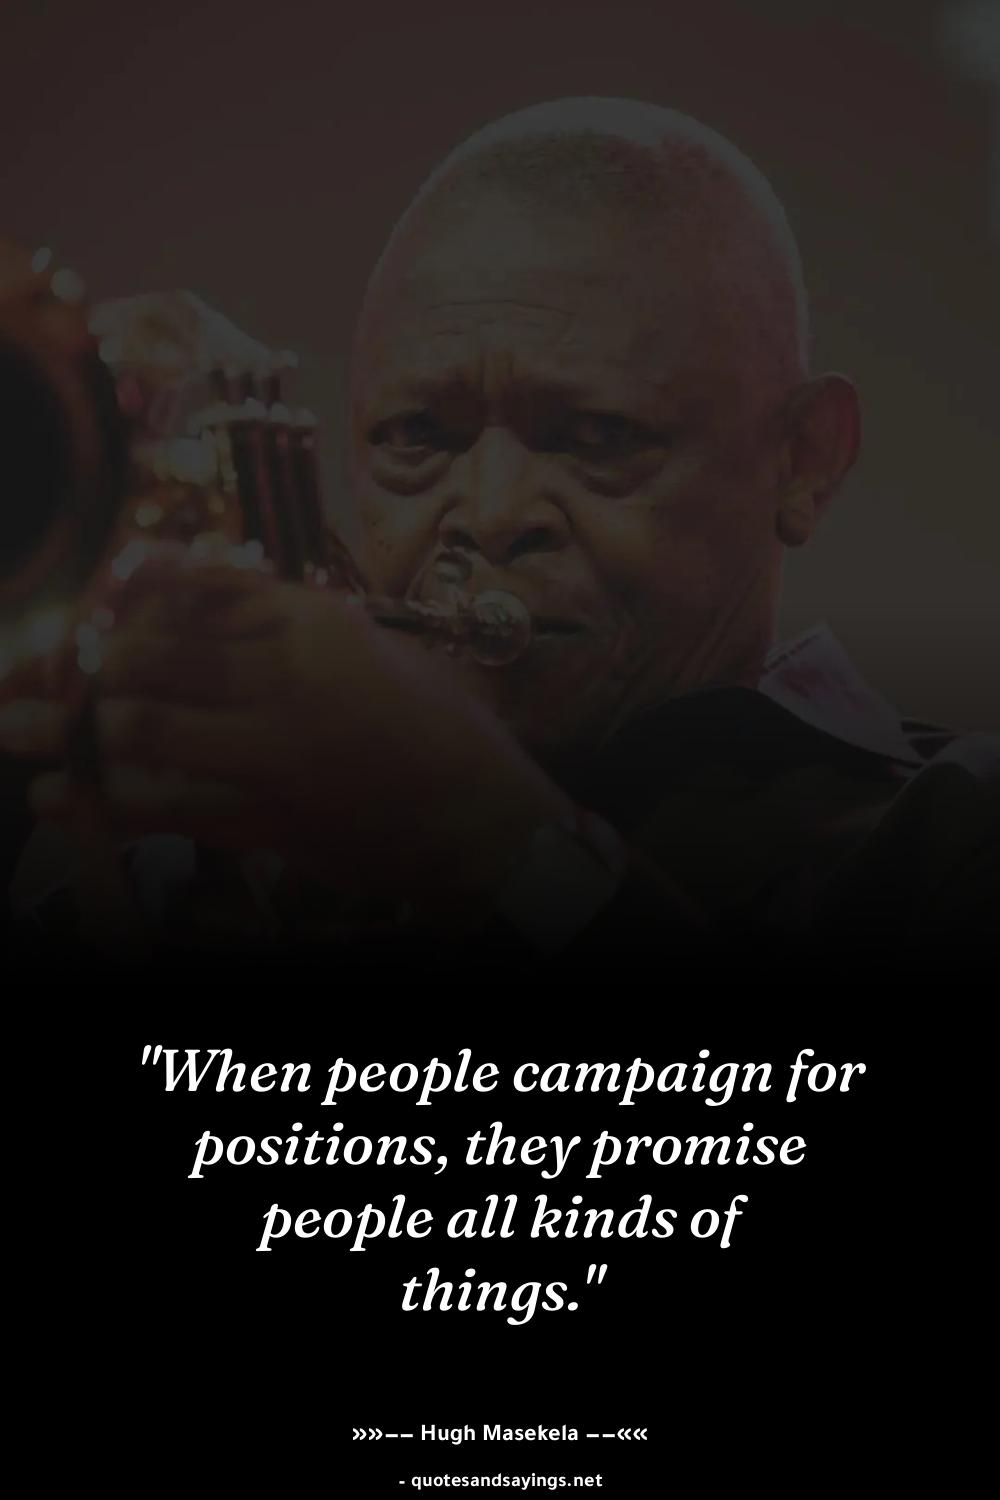 "When people campaign for
positions, they promise
people all kinds of
things."
»»–– Hugh Masekela ––««
- quotesandsayings.net